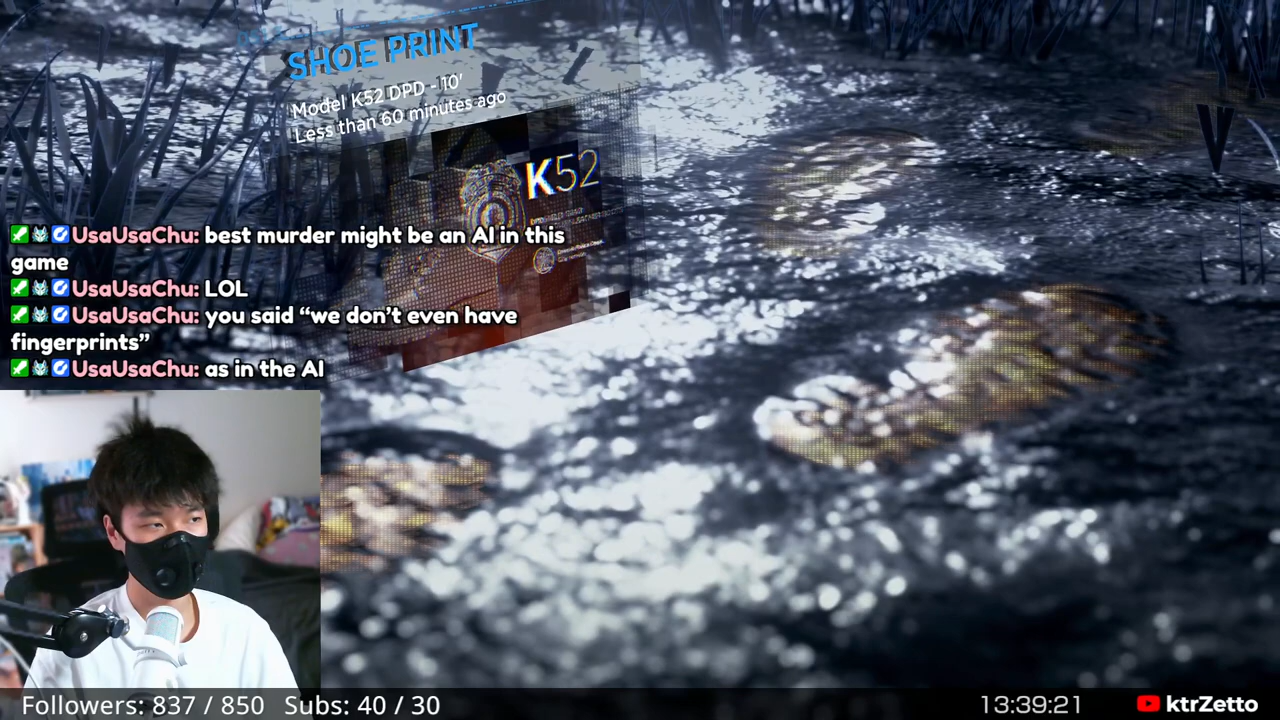 SHOE PRINT
Model K52 DPD - 10'
Less than 60 minutes ago
K52
UsaUsaChu: best murder might be an AI in this
game
UsaUsaChu: LOL
UsaUsaChu: you said “we don’t even have
fingerprints”
UsaUsaChu: as in the AI
Followers: 837 / 850 Subs: 40 / 30
13:39:21
ktrZetto